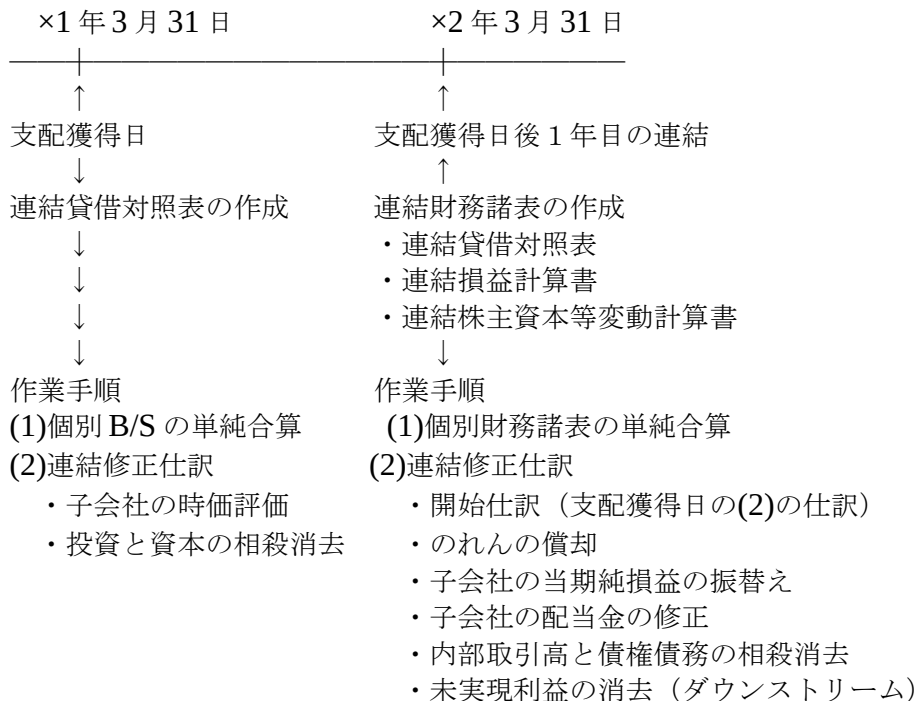 ×1 年 3 月 31 日 ×2 年 3 月 31 日
↑ ↑
支配獲得日 支配獲得日後 1 年目の連結
↓ ↑
連結貸借対照表の作成 連結財務諸表の作成
↓ ・連結貸借対照表
↓ ・連結損益計算書
↓ ・連結株主資本等変動計算書
↓ ↓
作業手順 作業手順
(1)個別 B/S の単純合算 (1)個別財務諸表の単純合算
(2)連結修正仕訳 (2)連結修正仕訳
・子会社の時価評価 ・開始仕訳（支配獲得日の(2)の仕訳）
・投資と資本の相殺消去 ・のれんの償却
・子会社の当期純損益の振替え
・子会社の配当金の修正
・内部取引高と債権債務の相殺消去
・未実現利益の消去（ダウンストリーム）